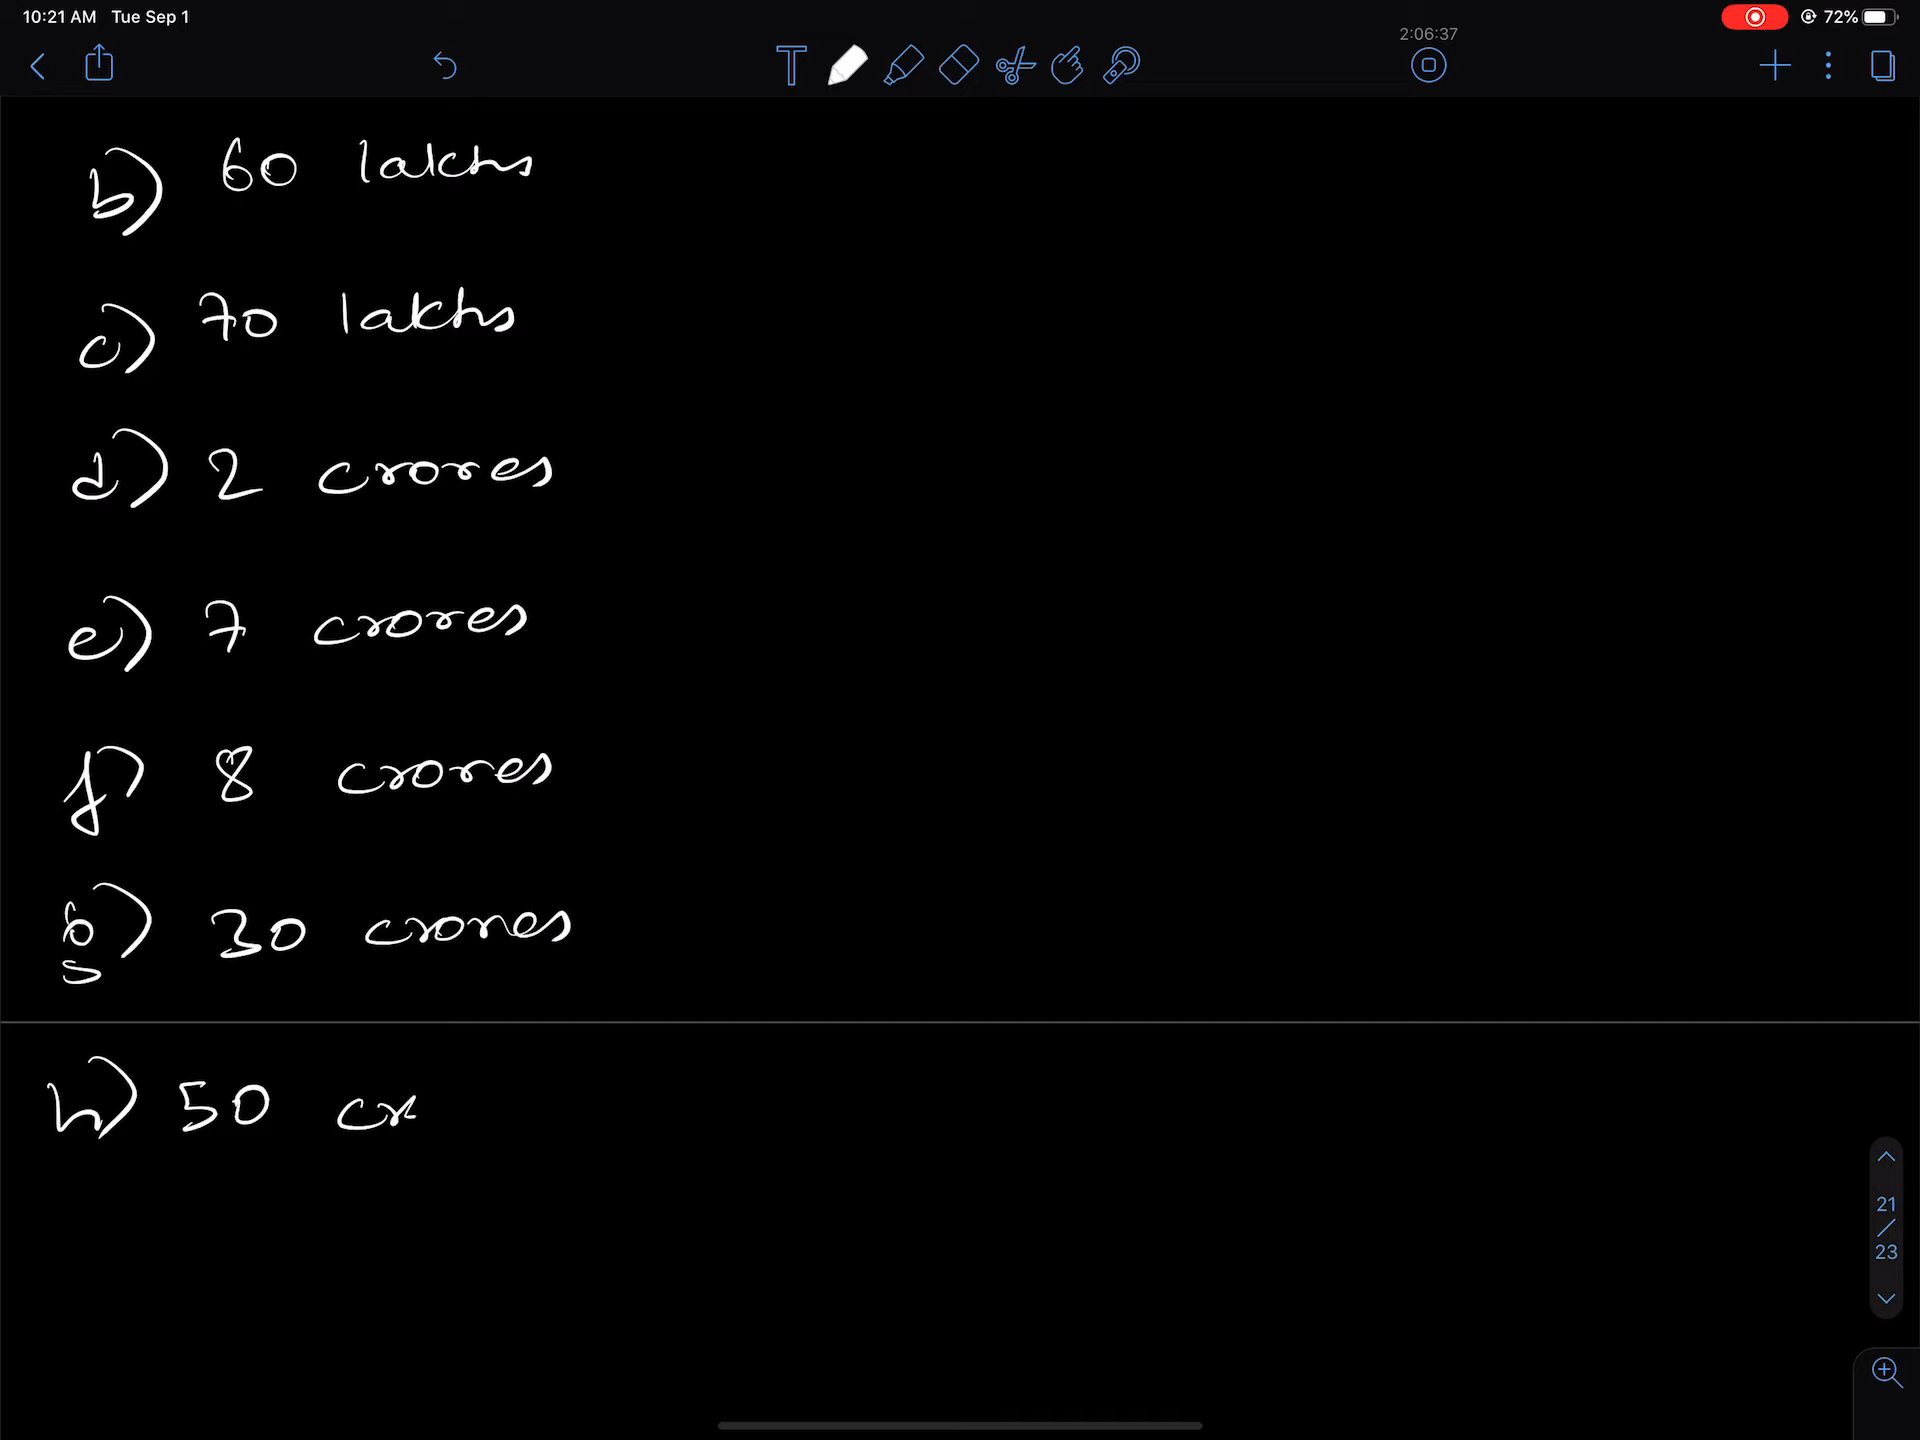 10:21 AM Tue Sep 1
72%
2:06:37
T
b) 60 lakhs
c) 70 lakhs
d) 2 crores
e) 7 crores
f) 8 crores
g) 30 crores
h) 50 cr
21
/
23